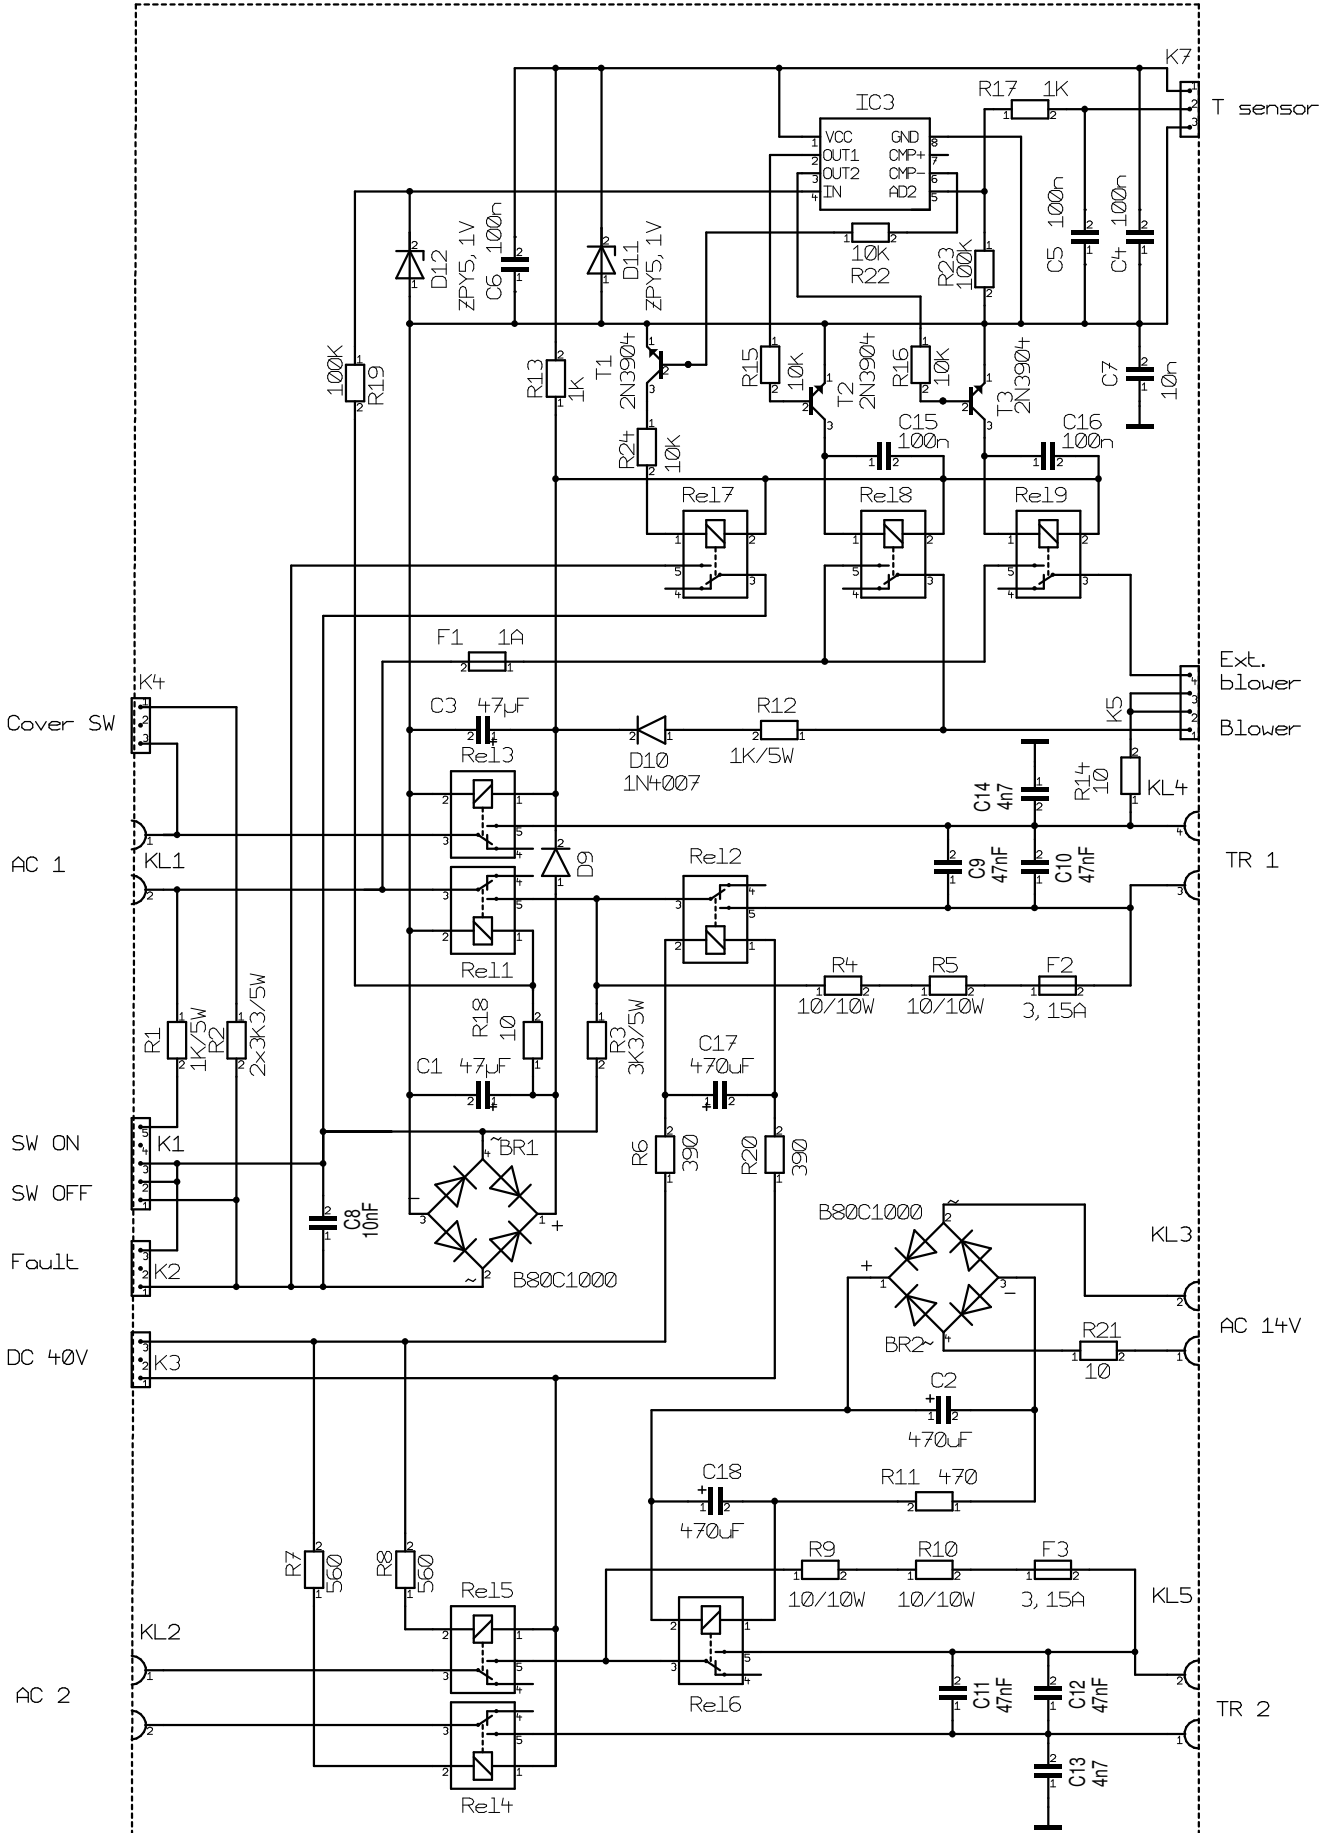 K7
R17 1K
T sensor
IC3
VCC GND
OUT1 CMP+
OUT2 CMP-
IN AD2
D12
ZPY5, 1V
C6 100n
D11
ZPY5, 1V
10K
R22
R23
100K
C5 100n
C4 100n
100K
R19
R13
1K
T1
2N3904
R15
10K
T2
2N3904
R16
10K
T3
2N3904
C7
10n
R24
10K
C15
100n
C16
100n
Rel7
Rel8
Rel9
F1 1A
K4
Cover SW
C3 47µF
R12
1K/5W
D10
1N4007
K5
Ext.
blower
Blower
Rel3
C14
4n7
R14
10
KL4
AC 1
KL1
D9
Rel2
C9
47nF
C10
47nF
TR 1
Rel1
R4
10/10W
R5
10/10W
F2
3, 15A
R1
1K/5W
R2
2x3K3/5W
R18
10
R3
3K3/5W
C1 47µF
C17
470uF
SW ON
K1
SW OFF
BR1
R6
390
R20
390
C8
10nF
B80C1000
B80C1000
KL3
Fault
K2
BR2
R21
10
AC 14V
DC 40V
K3
C2
470uF
C18
470uF
R11 470
R7
560
R8
560
R9
10/10W
R10
10/10W
F3
3, 15A
KL5
Rel5
KL2
AC 2
Rel6
C11
47nF
C12
47nF
TR 2
Rel4
C13
4n7